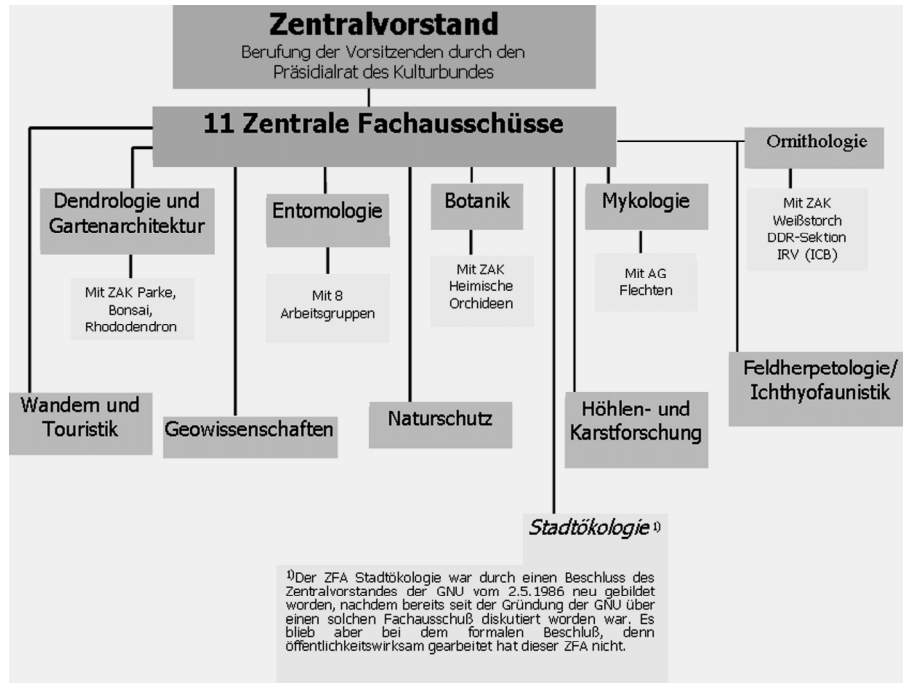 Zentralvorstand
Berufung der Vorsitzenden durch den
Präsidialrat des Kulturbundes
11 Zentrale Fachausschüsse
Ornithologie
Mit ZAK
Weißstorch
DDR-Sektion
IRV (ICB)
Dendrologie und
Gartenarchitektur
Mit ZAK Parke,
Bonsai,
Rhododendron
Entomologie
Mit 8
Arbeitsgruppen
Botanik
Mit ZAK
Heimische
Orchideen
Mykologie
Mit AG
Flechten
Wandern und
Touristik
Geowissenschaften
Naturschutz
Höhlen- und
Karstforschung
Feldherpetologie/
Ichthyofaunistik
Stadtökologie 1)
1)Der ZFA Stadtökologie war durch einen Beschluss des
Zentralvorstandes der GNU vom 2.5.1986 neu gebildet
worden, nachdem bereits seit der Gründung der GNU über
einen solchen Fachausschuß diskutiert worden war. Es
blieb aber bei dem formalen Beschluß, denn
öffentlichkeitswirksam gearbeitet hat dieser ZFA nicht.